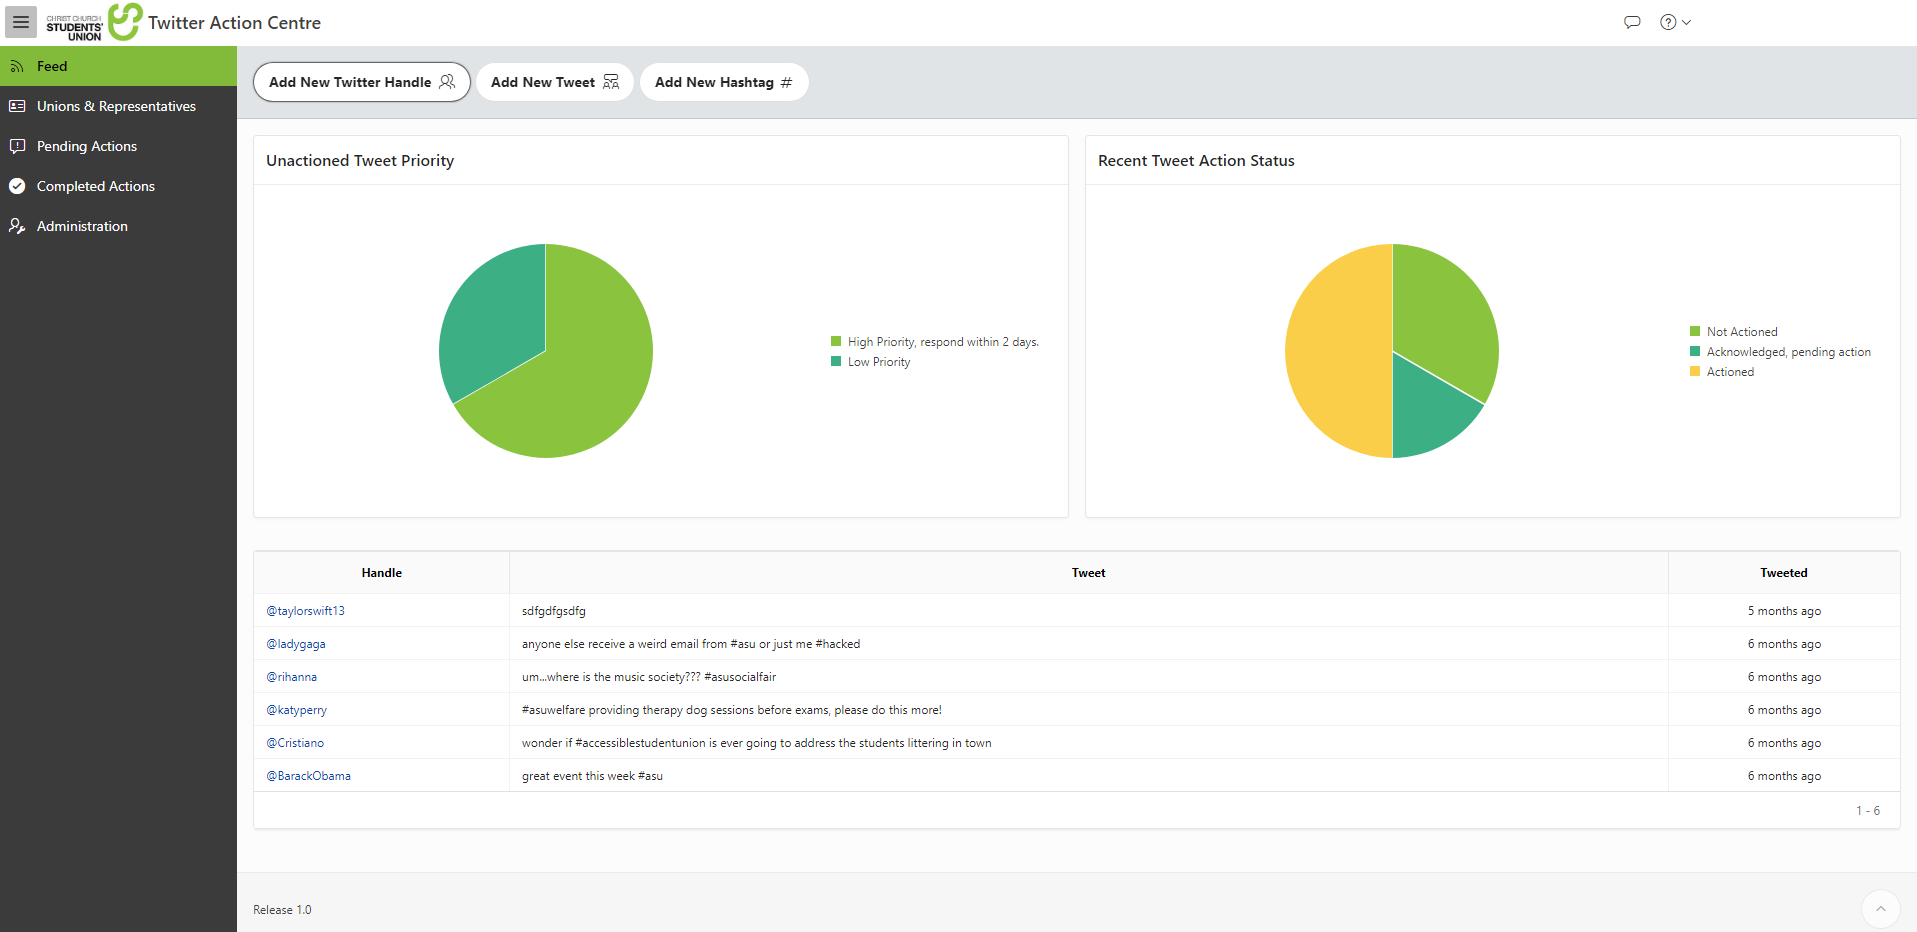 CHRIST CHURCH
STUDENTS'
UNION
Twitter Action Centre
Feed
Unions & Representatives
Pending Actions
Completed Actions
Administration
Add New Twitter Handle
Add New Tweet
Add New Hashtag #
Unactioned Tweet Priority
High Priority, respond within 2 days.
Low Priority
Recent Tweet Action Status
Not Actioned
Acknowledged, pending action
Actioned
Handle Tweet Tweeted
@taylorswift13 sdfgdfgsdfg 5 months ago
@ladygaga anyone else receive a weird email from #asu or just me #hacked 6 months ago
@rihanna um...where is the music society??? #asusocialfair 6 months ago
@katyperry #asuwelfare providing therapy dog sessions before exams, please do this more! 6 months ago
@Cristiano wonder if #accessiblestudentunion is ever going to address the students littering in town 6 months ago
@BarackObama great event this week #asu 6 months ago
1 - 6
Release 1.0